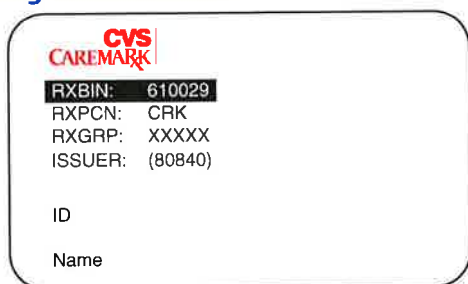 CVS
CAREMARK
RXBIN: 610029
RXPCN: CRK
RXGRP: XXXXX
ISSUER: (80840)
ID
Name